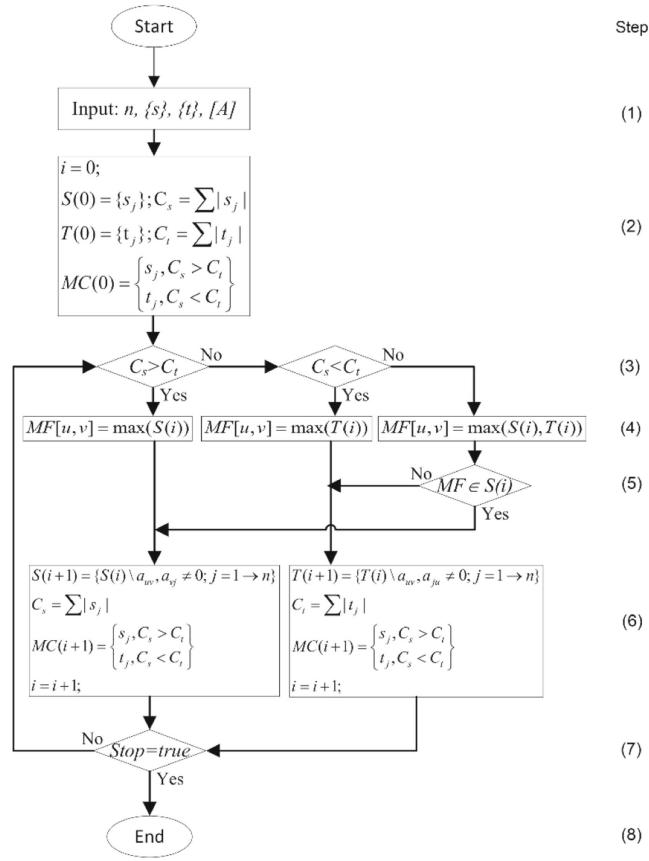 Start Step
Input: n, {s}, {t}, [A] (1)
i = 0;
S(0) = {s_j}; C_s = ∑| s_j |
T(0) = {t_j}; C_t = ∑| t_j | (2)
MC(0) = { s_j, C_s > C_t
t_j, C_s < C_t }
C_s>C_t No C_s<C_t No (3)
Yes Yes
MF[u, v] = max(S(i)) MF[u, v] = max(T(i)) MF[u, v] = max(S(i), T(i)) (4)
No MF ∈ S(i) (5)
Yes
S(i+1) = {S(i) \ a_uv, a_vj ≠ 0; j = 1 → n}
C_s = ∑| s_j |
MC(i+1) = { s_j, C_s > C_t
t_j, C_s < C_t }
i = i+1;
T(i+1) = {T(i) \ a_uv, a_ju ≠ 0; j = 1 → n}
C_t = ∑| t_j |
MC(i+1) = { s_j, C_s > C_t
t_j, C_s < C_t }
i = i+1;
(6)
No Stop=true (7)
Yes
End (8)